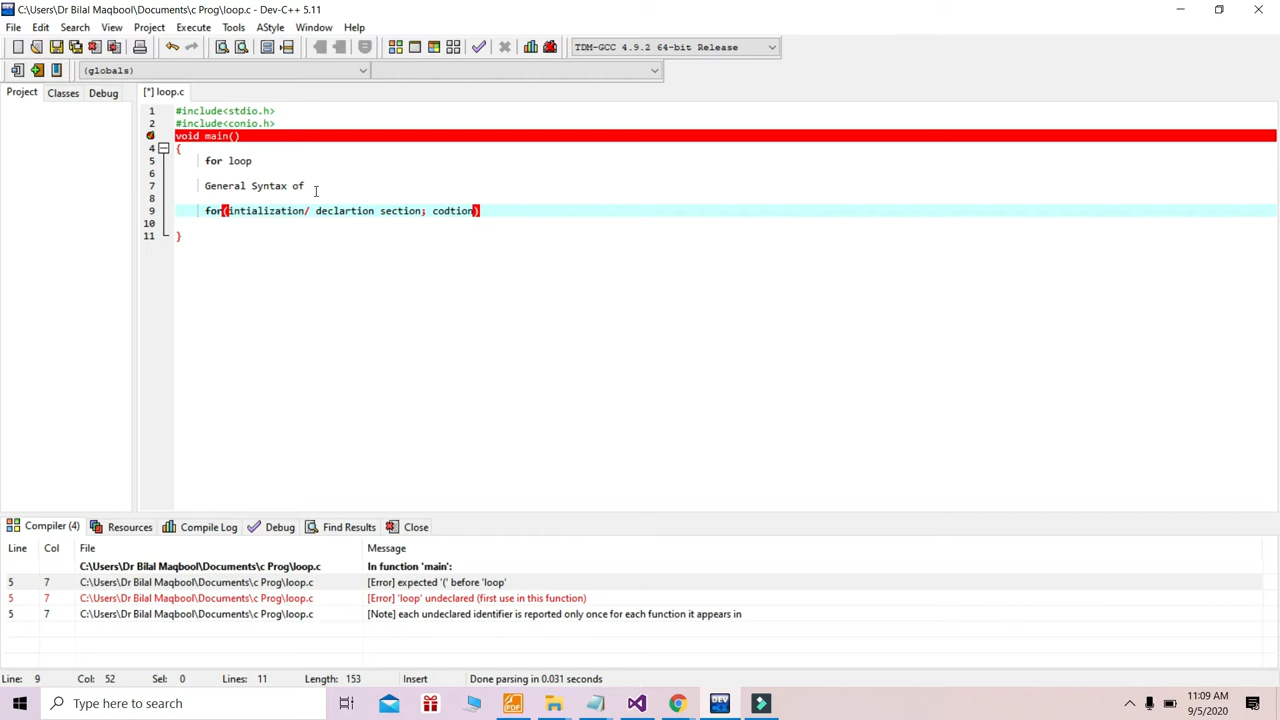 C:\Users\Dr Bilal Maqbool\Documents\c Prog\loop.c - Dev-C++ 5.11
File Edit Search View Project Execute Tools AStyle Window Help
TDM-GCC 4.9.2 64-bit Release
(globals)
Project Classes Debug
[*] loop.c
1 #include<stdio.h>
2 #include<conio.h>
void main()
4 {
5 for loop
6
7 General Syntax of
8
9 for(intialization/ declartion section; codtion)
10
11 }
Compiler (4) Resources Compile Log Debug Find Results Close
Line Col File Message
C:\Users\Dr Bilal Maqbool\Documents\c Prog\loop.c In function 'main':
5 7 C:\Users\Dr Bilal Maqbool\Documents\c Prog\loop.c [Error] expected '(' before 'loop'
5 7 C:\Users\Dr Bilal Maqbool\Documents\c Prog\loop.c [Error] 'loop' undeclared (first use in this function)
5 7 C:\Users\Dr Bilal Maqbool\Documents\c Prog\loop.c [Note] each undeclared identifier is reported only once for each function it appears in
Line: 9 Col: 52 Sel: 0 Lines: 11 Length: 153 Insert Done parsing in 0.031 seconds
Type here to search
PDF
DEV
11:09 AM
9/5/2020